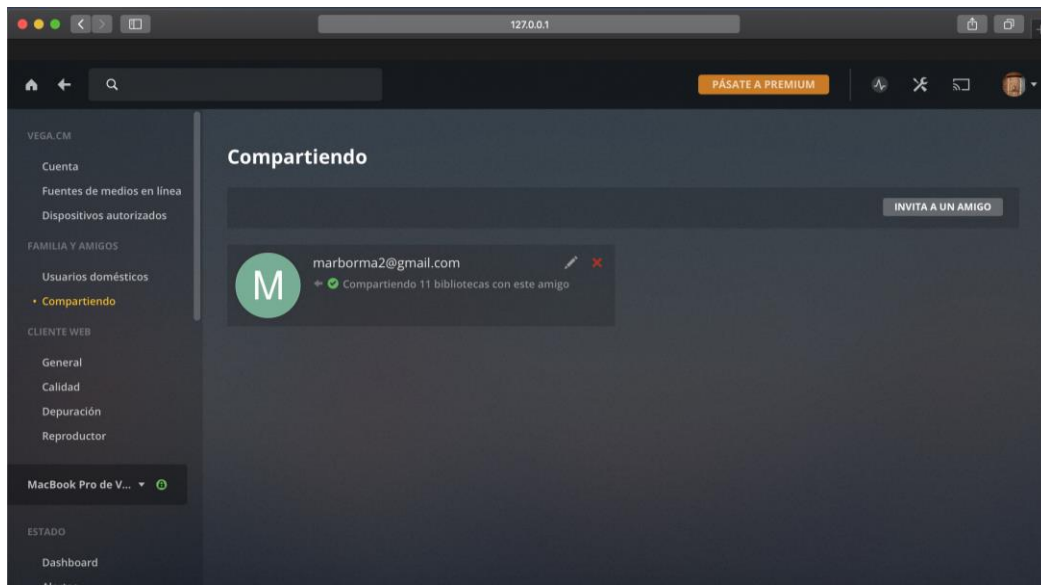 127.0.0.1
PÁSATE A PREMIUM
VEGA.CM
Cuenta
Fuentes de medios en línea
Dispositivos autorizados
FAMILIA Y AMIGOS
Usuarios domésticos
Compartiendo
CLIENTE WEB
General
Calidad
Depuración
Reproductor
MacBook Pro de V...
ESTADO
Dashboard
Compartiendo
INVITA A UN AMIGO
M
marborma2@gmail.com
Compartiendo 11 bibliotecas con este amigo